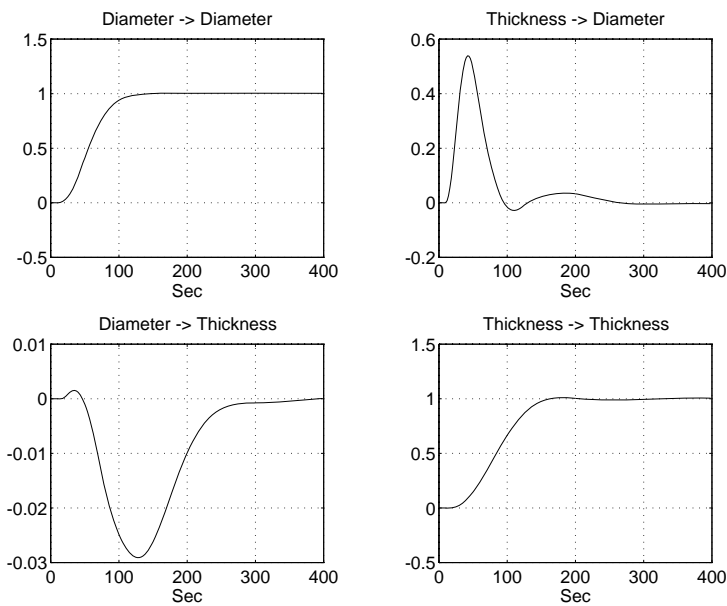 Diameter -> Diameter
1.5
1
0.5
0
-0.5
0 100 200 300 400
Sec
Thickness -> Diameter
0.6
0.4
0.2
0
-0.2
0 100 200 300 400
Sec
Diameter -> Thickness
0.01
0
-0.01
-0.02
-0.03
0 100 200 300 400
Sec
Thickness -> Thickness
1.5
1
0.5
0
-0.5
0 100 200 300 400
Sec